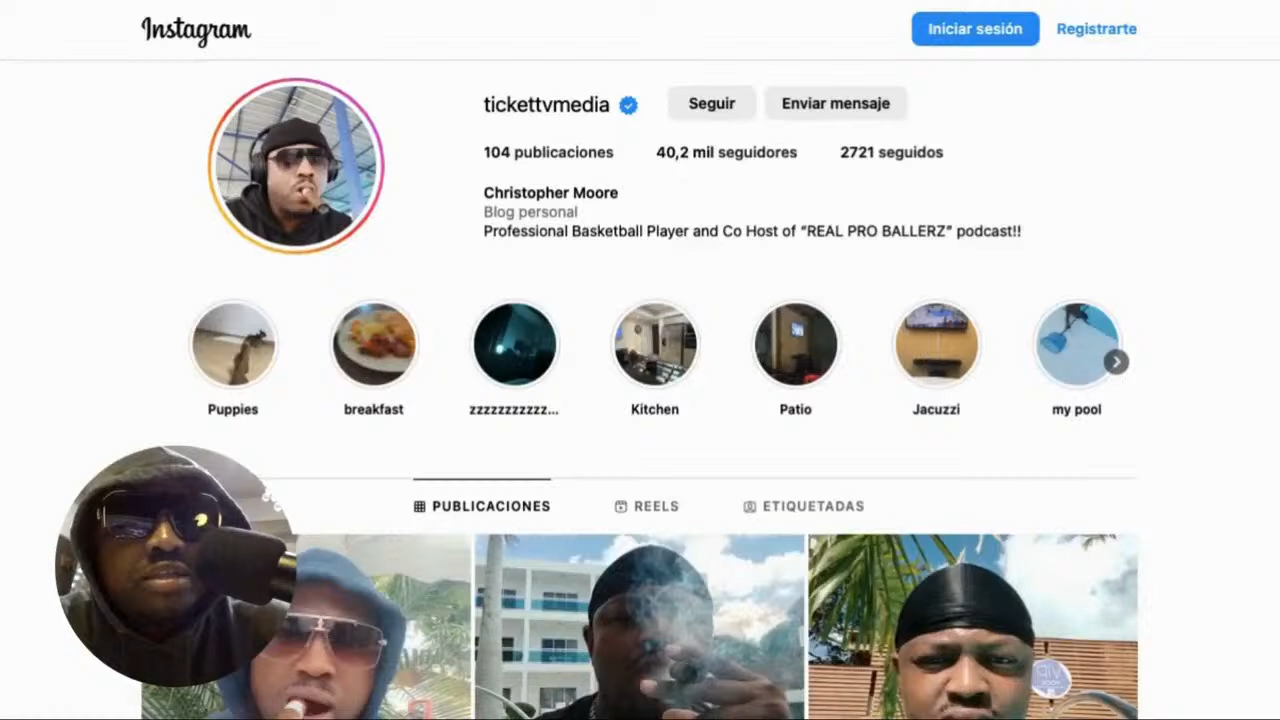 Instagram
Iniciar sesión
Registrarte
tickettvmedia
Seguir
Enviar mensaje
104 publicaciones
40,2 mil seguidores
2721 seguidos
Christopher Moore
Blog personal
Professional Basketball Player and Co Host of “REAL PRO BALLERZ” podcast!!
Puppies
breakfast
zzzzzzzzzzz...
Kitchen
Patio
Jacuzzi
my pool
PUBLICACIONES
REELS
ETIQUETADAS